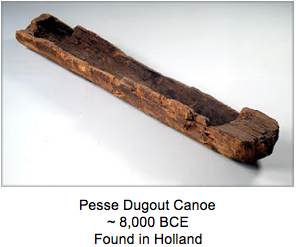 Pesse Dugout Canoe
~ 8,000 BCE
Found in Holland